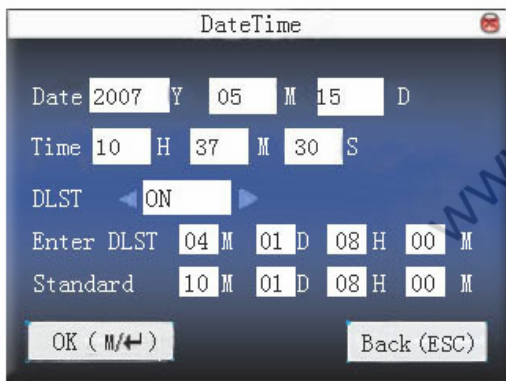 DateTime
Date 2007 Y 05 M 15 D
Time 10 H 37 M 30 S
DLST ON
Enter DLST 04 M 01 D 08 H 00 M
Standard 10 M 01 D 08 H 00 M
OK ( M/↵ ) Back (ESC)
www